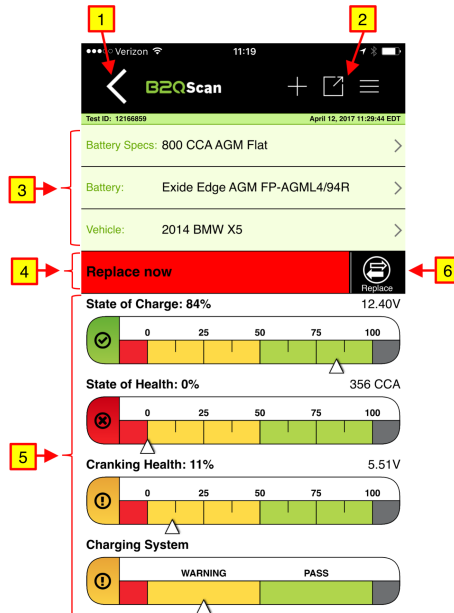 1
2
Verizon 11:19
B2QScan
Test ID: 12166859 April 12, 2017 11:29:44 EDT
3
Battery Specs: 800 CCA AGM Flat
Battery: Exide Edge AGM FP-AGML4/94R
Vehicle: 2014 BMW X5
4
Replace now
Replace
6
5
State of Charge: 84% 12.40V
0 25 50 75 100
State of Health: 0% 356 CCA
0 25 50 75 100
Cranking Health: 11% 5.51V
0 25 50 75 100
Charging System
WARNING PASS